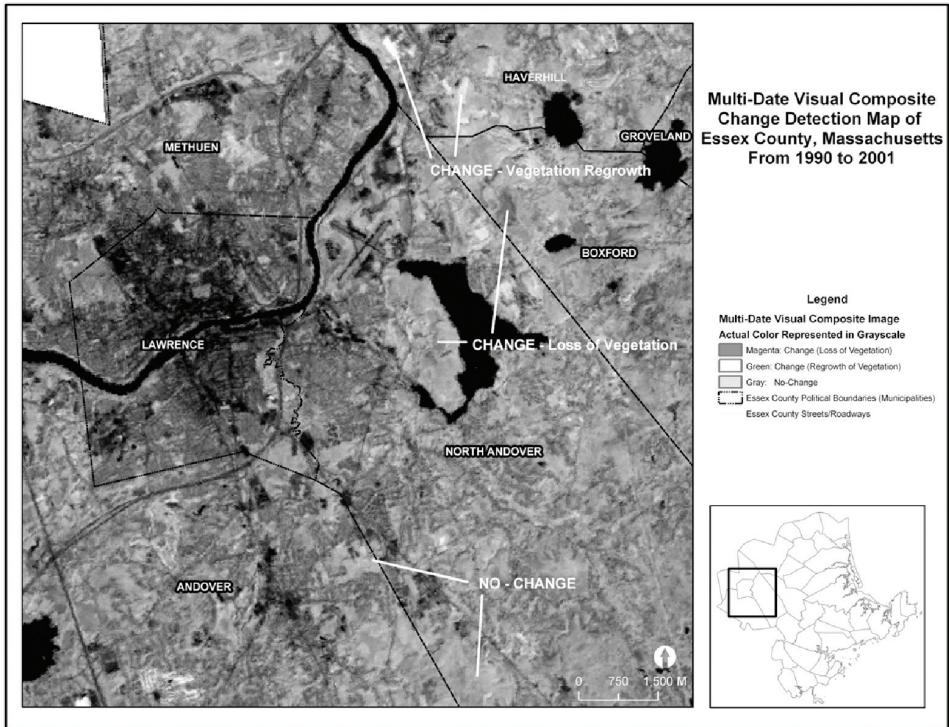 Multi-Date Visual Composite
Change Detection Map of
Essex County, Massachusetts
From 1990 to 2001
HAVERHILL
GROVELAND
METHUEN
CHANGE - Vegetation Regrowth
BOXFORD
LAWRENCE
CHANGE - Loss of Vegetation
NORTH ANDOVER
NO - CHANGE
ANDOVER
0 750 1,500 M
Legend
Multi-Date Visual Composite Image
Actual Color Represented in Grayscale
Magenta: Change (Loss of Vegetation)
Green: Change (Regrowth of Vegetation)
Gray: No-Change
Essex County Political Boundaries (Municipalities)
Essex County Streets/Roadways